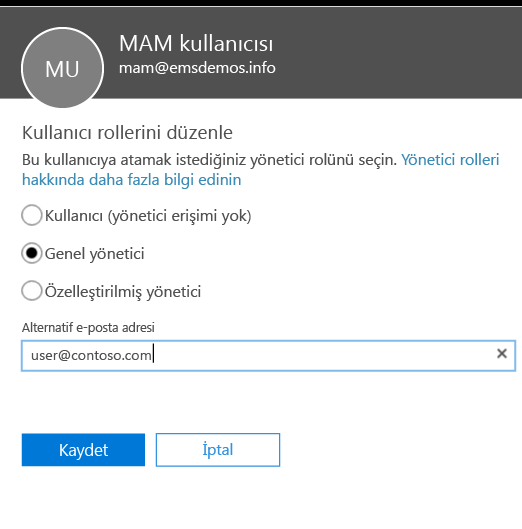 MU
MAM kullanıcısı
mam@emsdemos.info
Kullanıcı rollerini düzenle
Bu kullanıcıya atamak istediğiniz yönetici rolünü seçin. Yönetici rolleri
hakkında daha fazla bilgi edinin
Kullanıcı (yönetici erişimi yok)
Genel yönetici
Özelleştirilmiş yönetici
Alternatif e-posta adresi
user@contoso.com
Kaydet
İptal